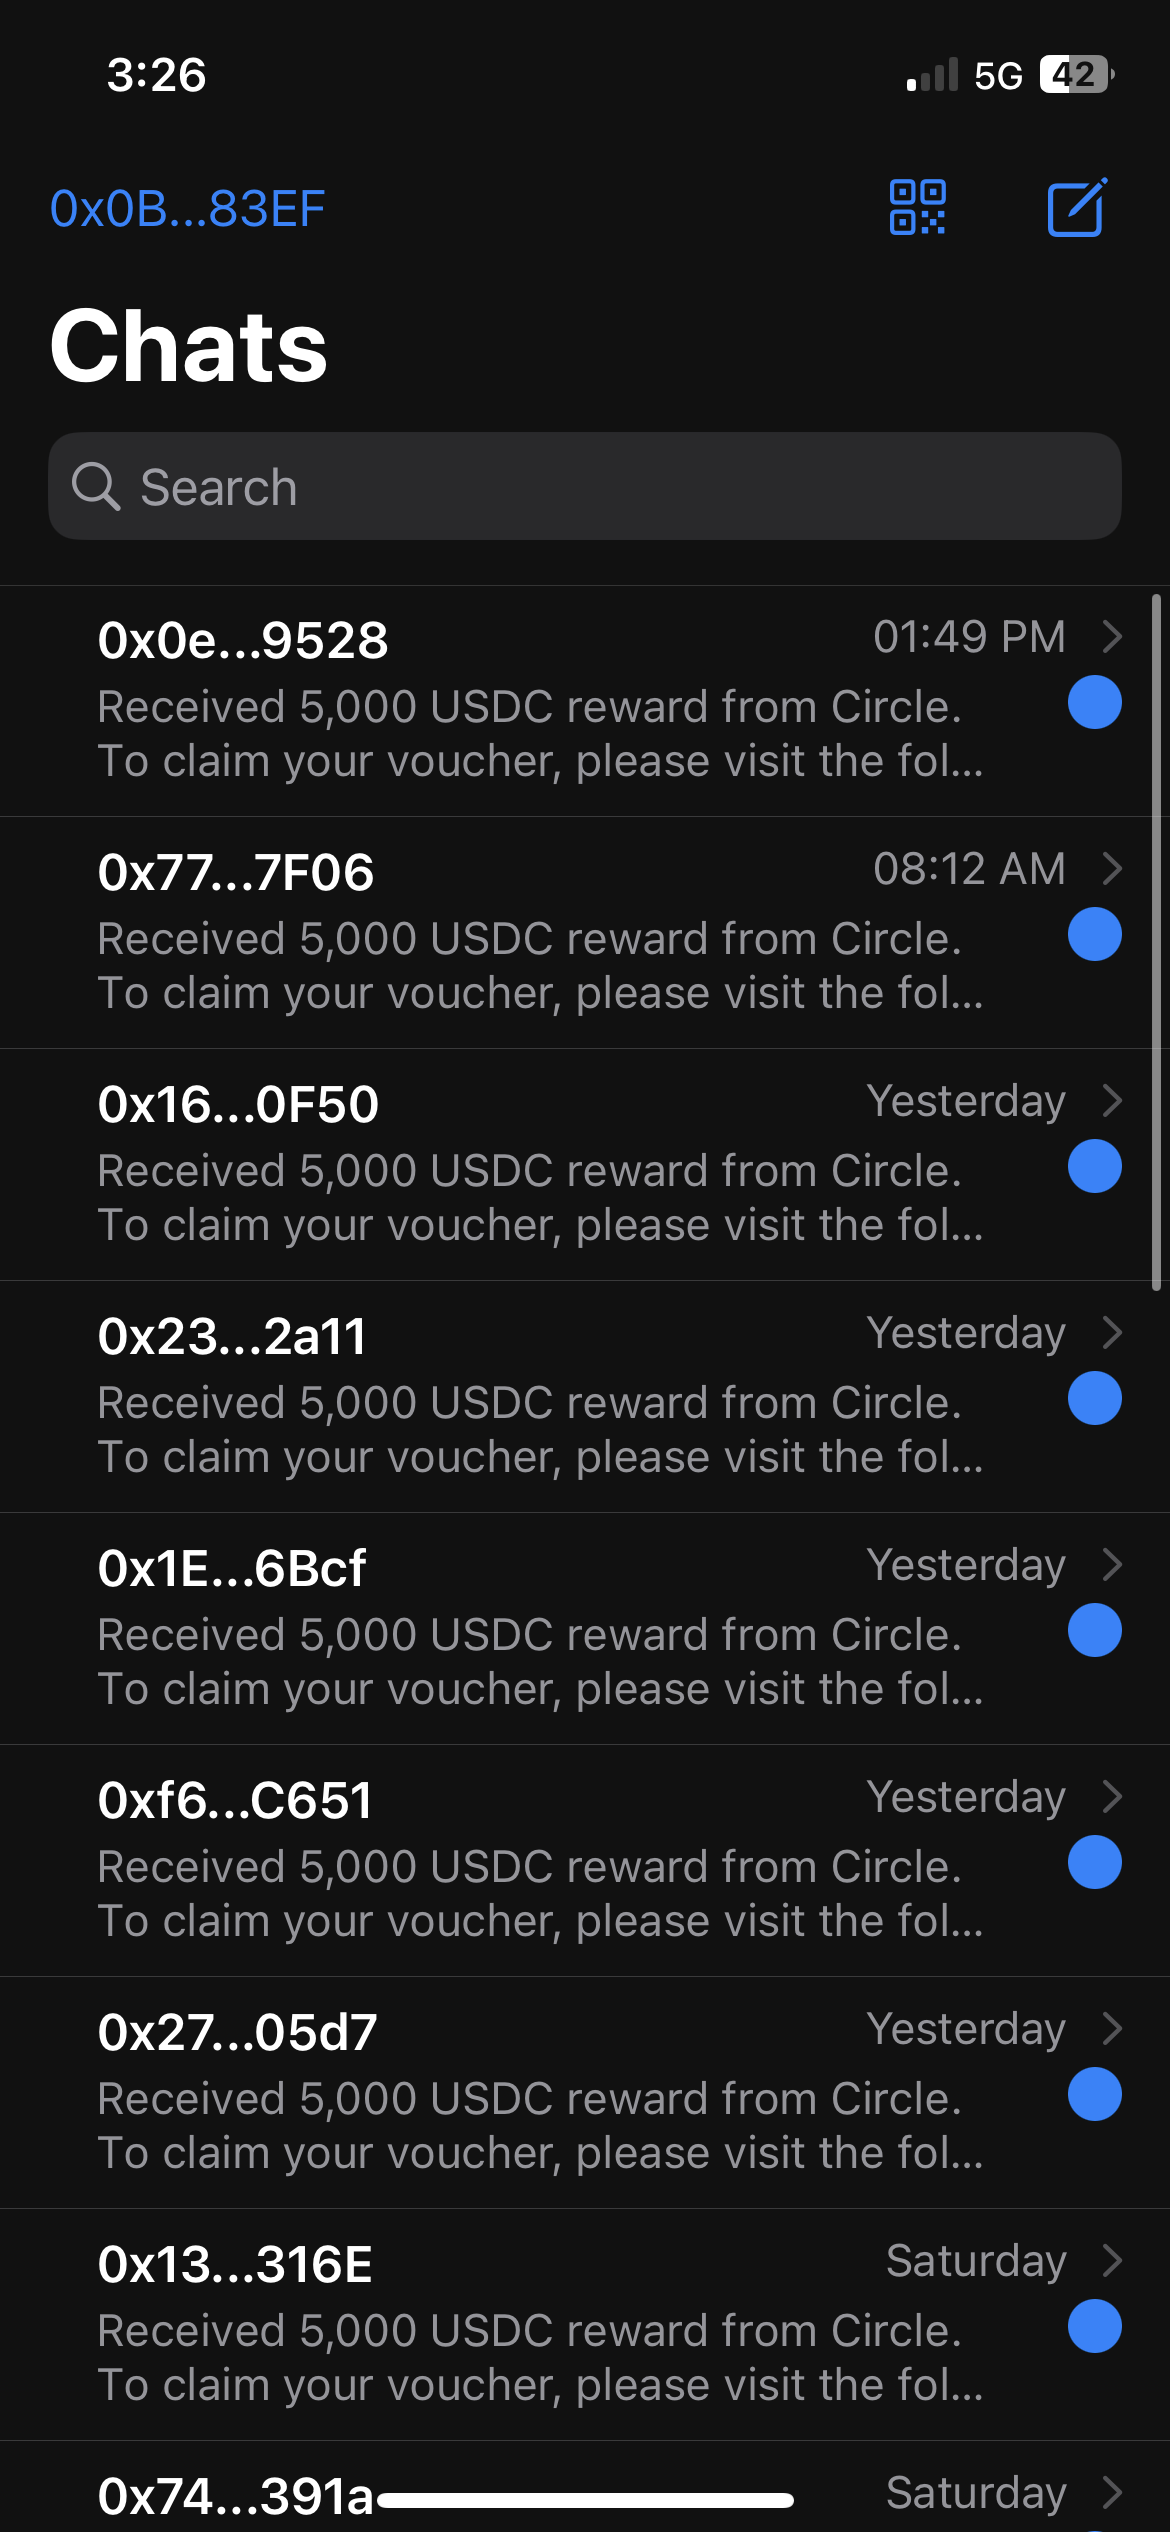 3:26
5G 42
0x0B...83EF
Chats
Search
0x0e...9528 01:49 PM
Received 5,000 USDC reward from Circle.
To claim your voucher, please visit the fol...
0x77...7F06 08:12 AM
Received 5,000 USDC reward from Circle.
To claim your voucher, please visit the fol...
0x16...0F50 Yesterday
Received 5,000 USDC reward from Circle.
To claim your voucher, please visit the fol...
0x23...2a11 Yesterday
Received 5,000 USDC reward from Circle.
To claim your voucher, please visit the fol...
0x1E...6Bcf Yesterday
Received 5,000 USDC reward from Circle.
To claim your voucher, please visit the fol...
0xf6...C651 Yesterday
Received 5,000 USDC reward from Circle.
To claim your voucher, please visit the fol...
0x27...05d7 Yesterday
Received 5,000 USDC reward from Circle.
To claim your voucher, please visit the fol...
0x13...316E Saturday
Received 5,000 USDC reward from Circle.
To claim your voucher, please visit the fol...
0x74...391a Saturday